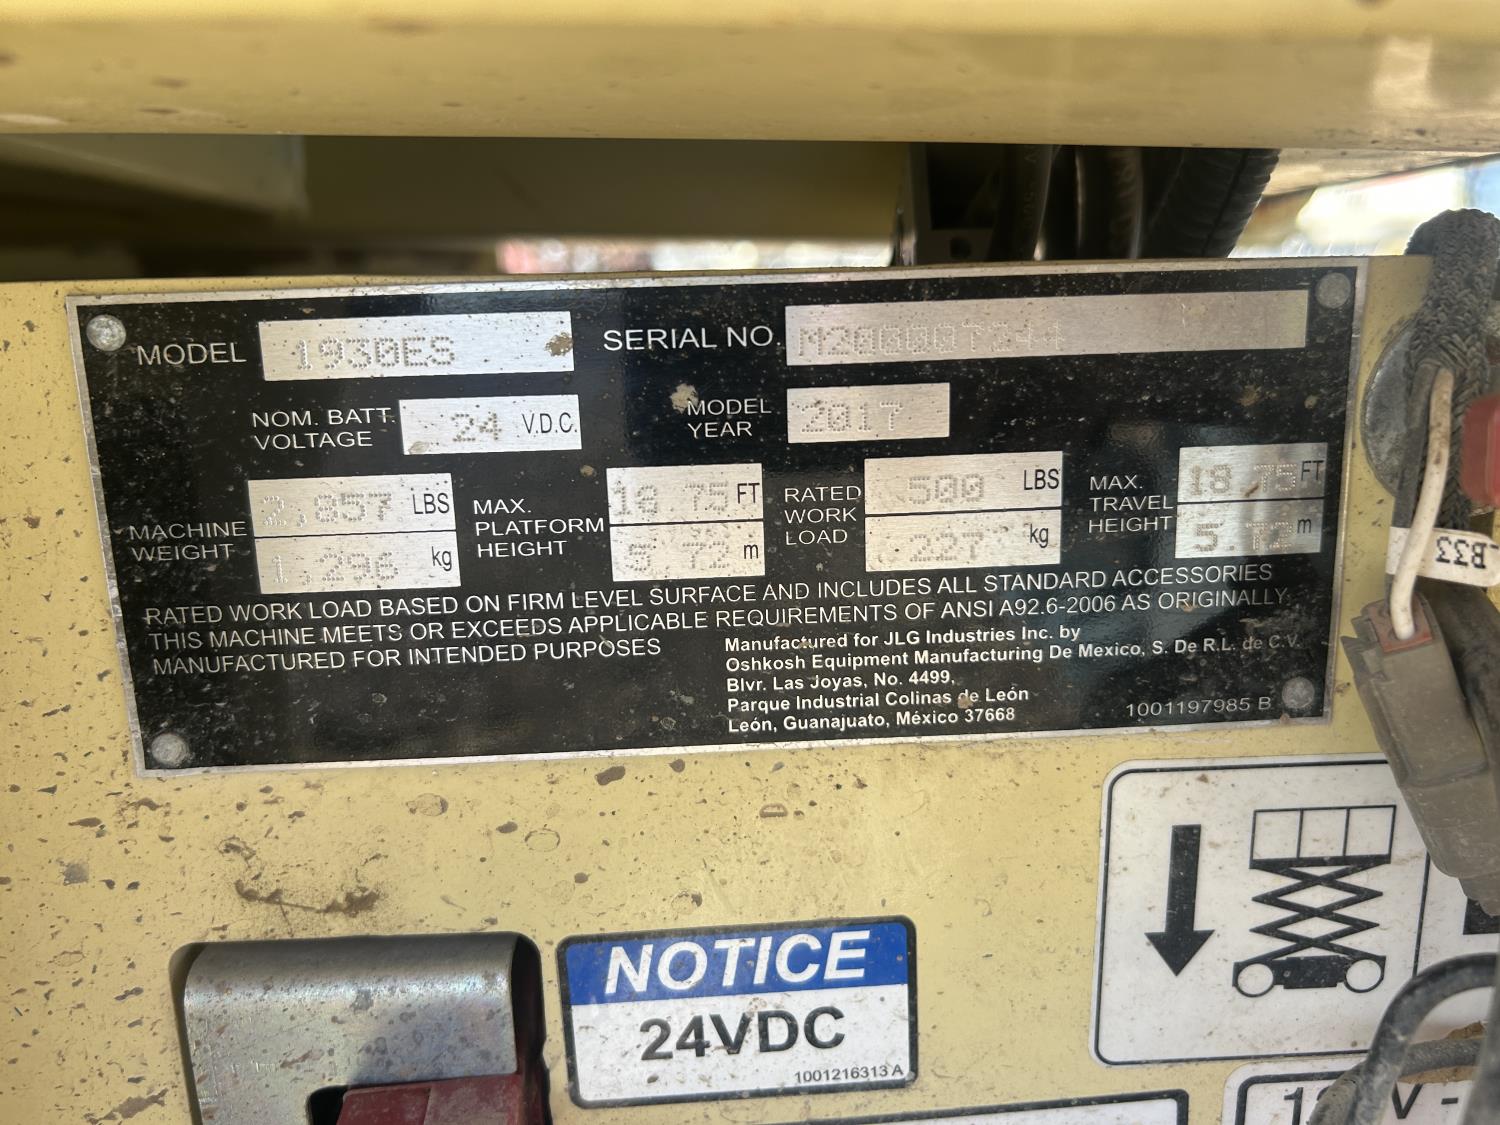 MODEL 1930ES SERIAL NO. M200007244
NOM. BATT. VOLTAGE 24 V.D.C. MODEL YEAR 2017
MACHINE WEIGHT 2,857 LBS 1,296 kg
MAX. PLATFORM HEIGHT 18.75 FT 5.72 m
RATED WORK LOAD 500 LBS 227 kg
MAX. TRAVEL HEIGHT 18.75 FT 5.72 m
RATED WORK LOAD BASED ON FIRM LEVEL SURFACE AND INCLUDES ALL STANDARD ACCESSORIES
THIS MACHINE MEETS OR EXCEEDS APPLICABLE REQUIREMENTS OF ANSI A92.6-2006 AS ORIGINALLY
MANUFACTURED FOR INTENDED PURPOSES
Manufactured for JLG Industries Inc. by
Oshkosh Equipment Manufacturing De Mexico, S. De R.L. de C.V.
Blvr. Las Joyas, No. 4499,
Parque Industrial Colinas de León
León, Guanajuato, México 37668
1001197985 B
LB33
NOTICE
24VDC
1001216313 A